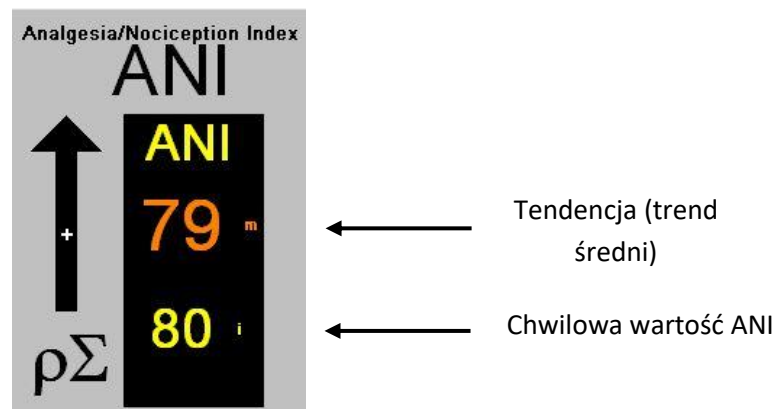 Analgesia/Nociception Index
ANI
ANI
79 m
+
80 i
ρΣ
Tendencja (trend
średni)
Chwilowa wartość ANI